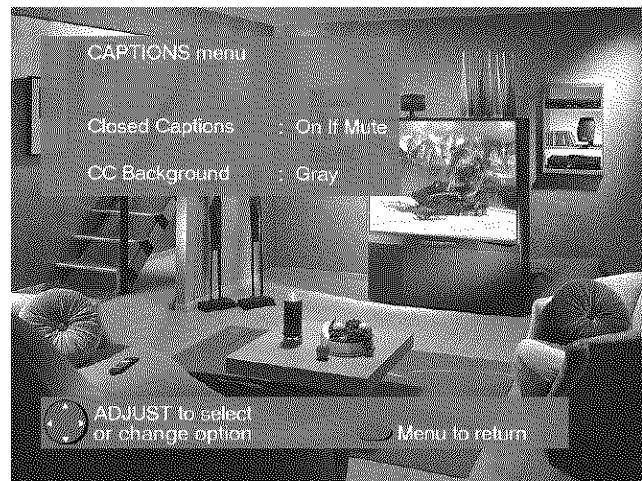 CAPTIONS menu
Closed Captions : On If Mute
CC Background : Gray
ADJUST to select
or change option
Menu to return